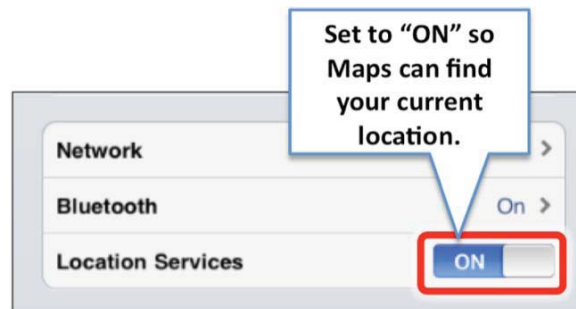 Set to “ON” so
Maps can find
your current
location.
Network
Bluetooth On
Location Services ON